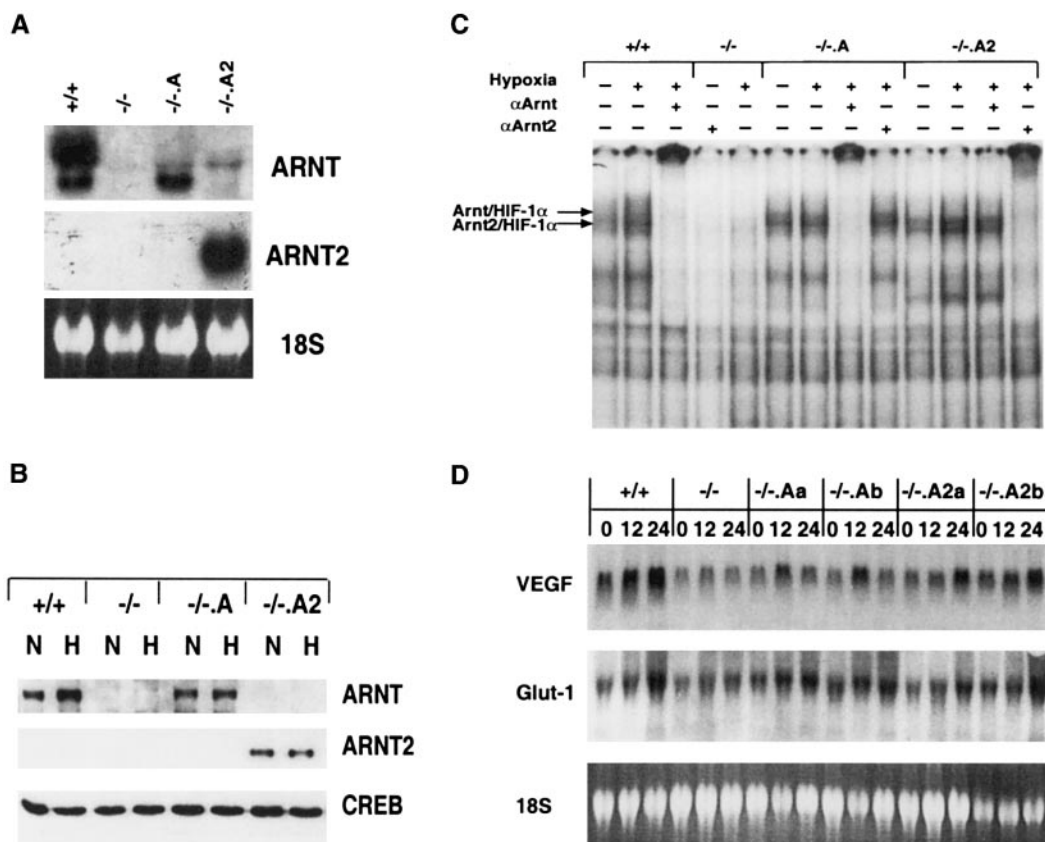 A
+/+ -/- -/-.A -/-.A2
ARNT
ARNT2
18S
B
+/+ -/- -/-.A -/-.A2
N H N H N H N H
ARNT
ARNT2
CREB
C
+/+ -/- -/-.A -/-.A2
Hypoxia – + + – + – + + + – + + +
αArnt – – + – – – – + – – – + –
αArnt2 – – – + – – – – + – – – +
Arnt/HIF-1α
Arnt2/HIF-1α
D
+/+ -/- -/-.Aa -/-.Ab -/-.A2a -/-.A2b
0 12 24 0 12 24 0 12 24 0 12 24 0 12 24 0 12 24
VEGF
Glut-1
18S